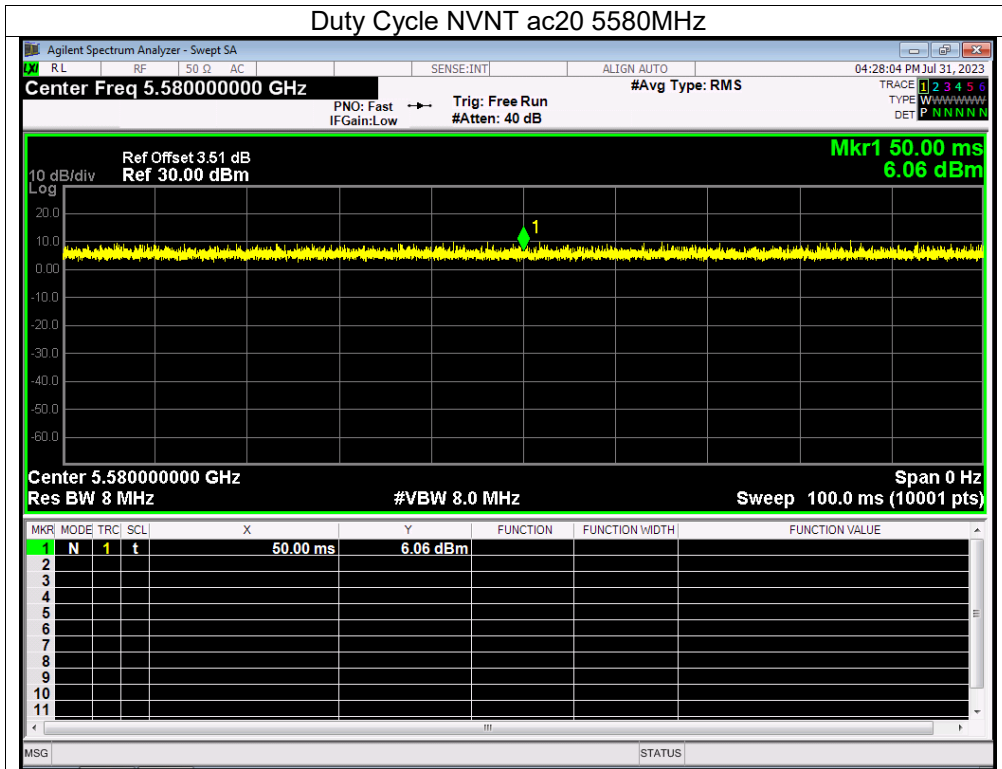 Duty Cycle NVNT ac20 5580MHz
Agilent Spectrum Analyzer - Swept SA
LXI RL RF 50 Ω AC SENSE:INT ALIGN AUTO 04:28:04 PM Jul 31, 2023
Center Freq 5.580000000 GHz #Avg Type: RMS TRACE 1 2 3 4 5 6
PNO: Fast Trig: Free Run TYPE WWWWWW
IFGain:Low #Atten: 40 dB DET P N N N N N
Mkr1 50.00 ms
Ref Offset 3.51 dB
10 dB/div Ref 30.00 dBm 6.06 dBm
Log
20.0
1
10.0
0.00
-10.0
-20.0
-30.0
-40.0
-50.0
-60.0
Center 5.580000000 GHz Span 0 Hz
Res BW 8 MHz #VBW 8.0 MHz Sweep 100.0 ms (10001 pts)
MKR MODE TRC SCL X Y FUNCTION FUNCTION WIDTH FUNCTION VALUE
1 N 1 t 50.00 ms 6.06 dBm
2
3
4
5
6
7
8
9
10
11
MSG STATUS